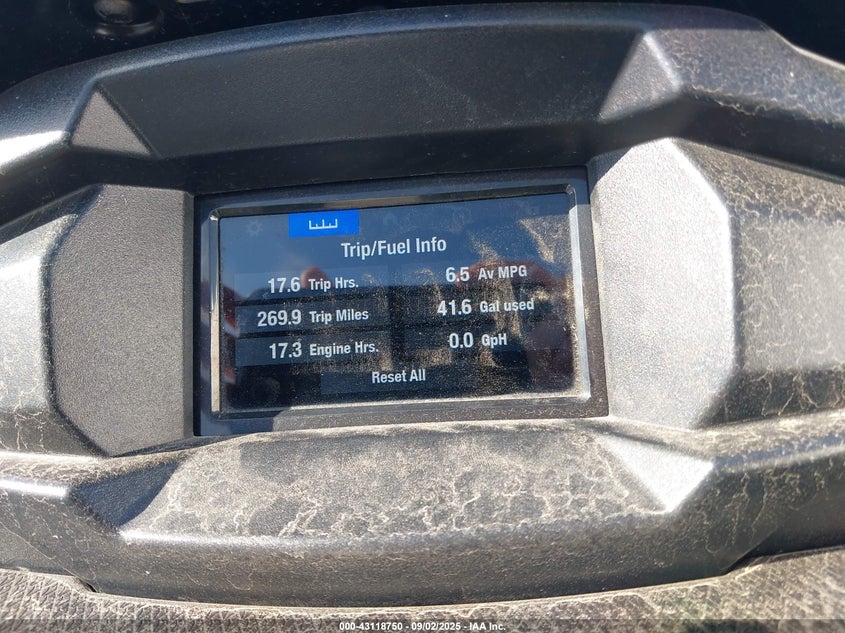 Trip/Fuel Info
17.6 Trip Hrs. 6.5 Av MPG
269.9 Trip Miles 41.6 Gal used
17.3 Engine Hrs. 0.0 GpH
Reset All
000-43118750 - 09/02/2025 - IAA Inc.